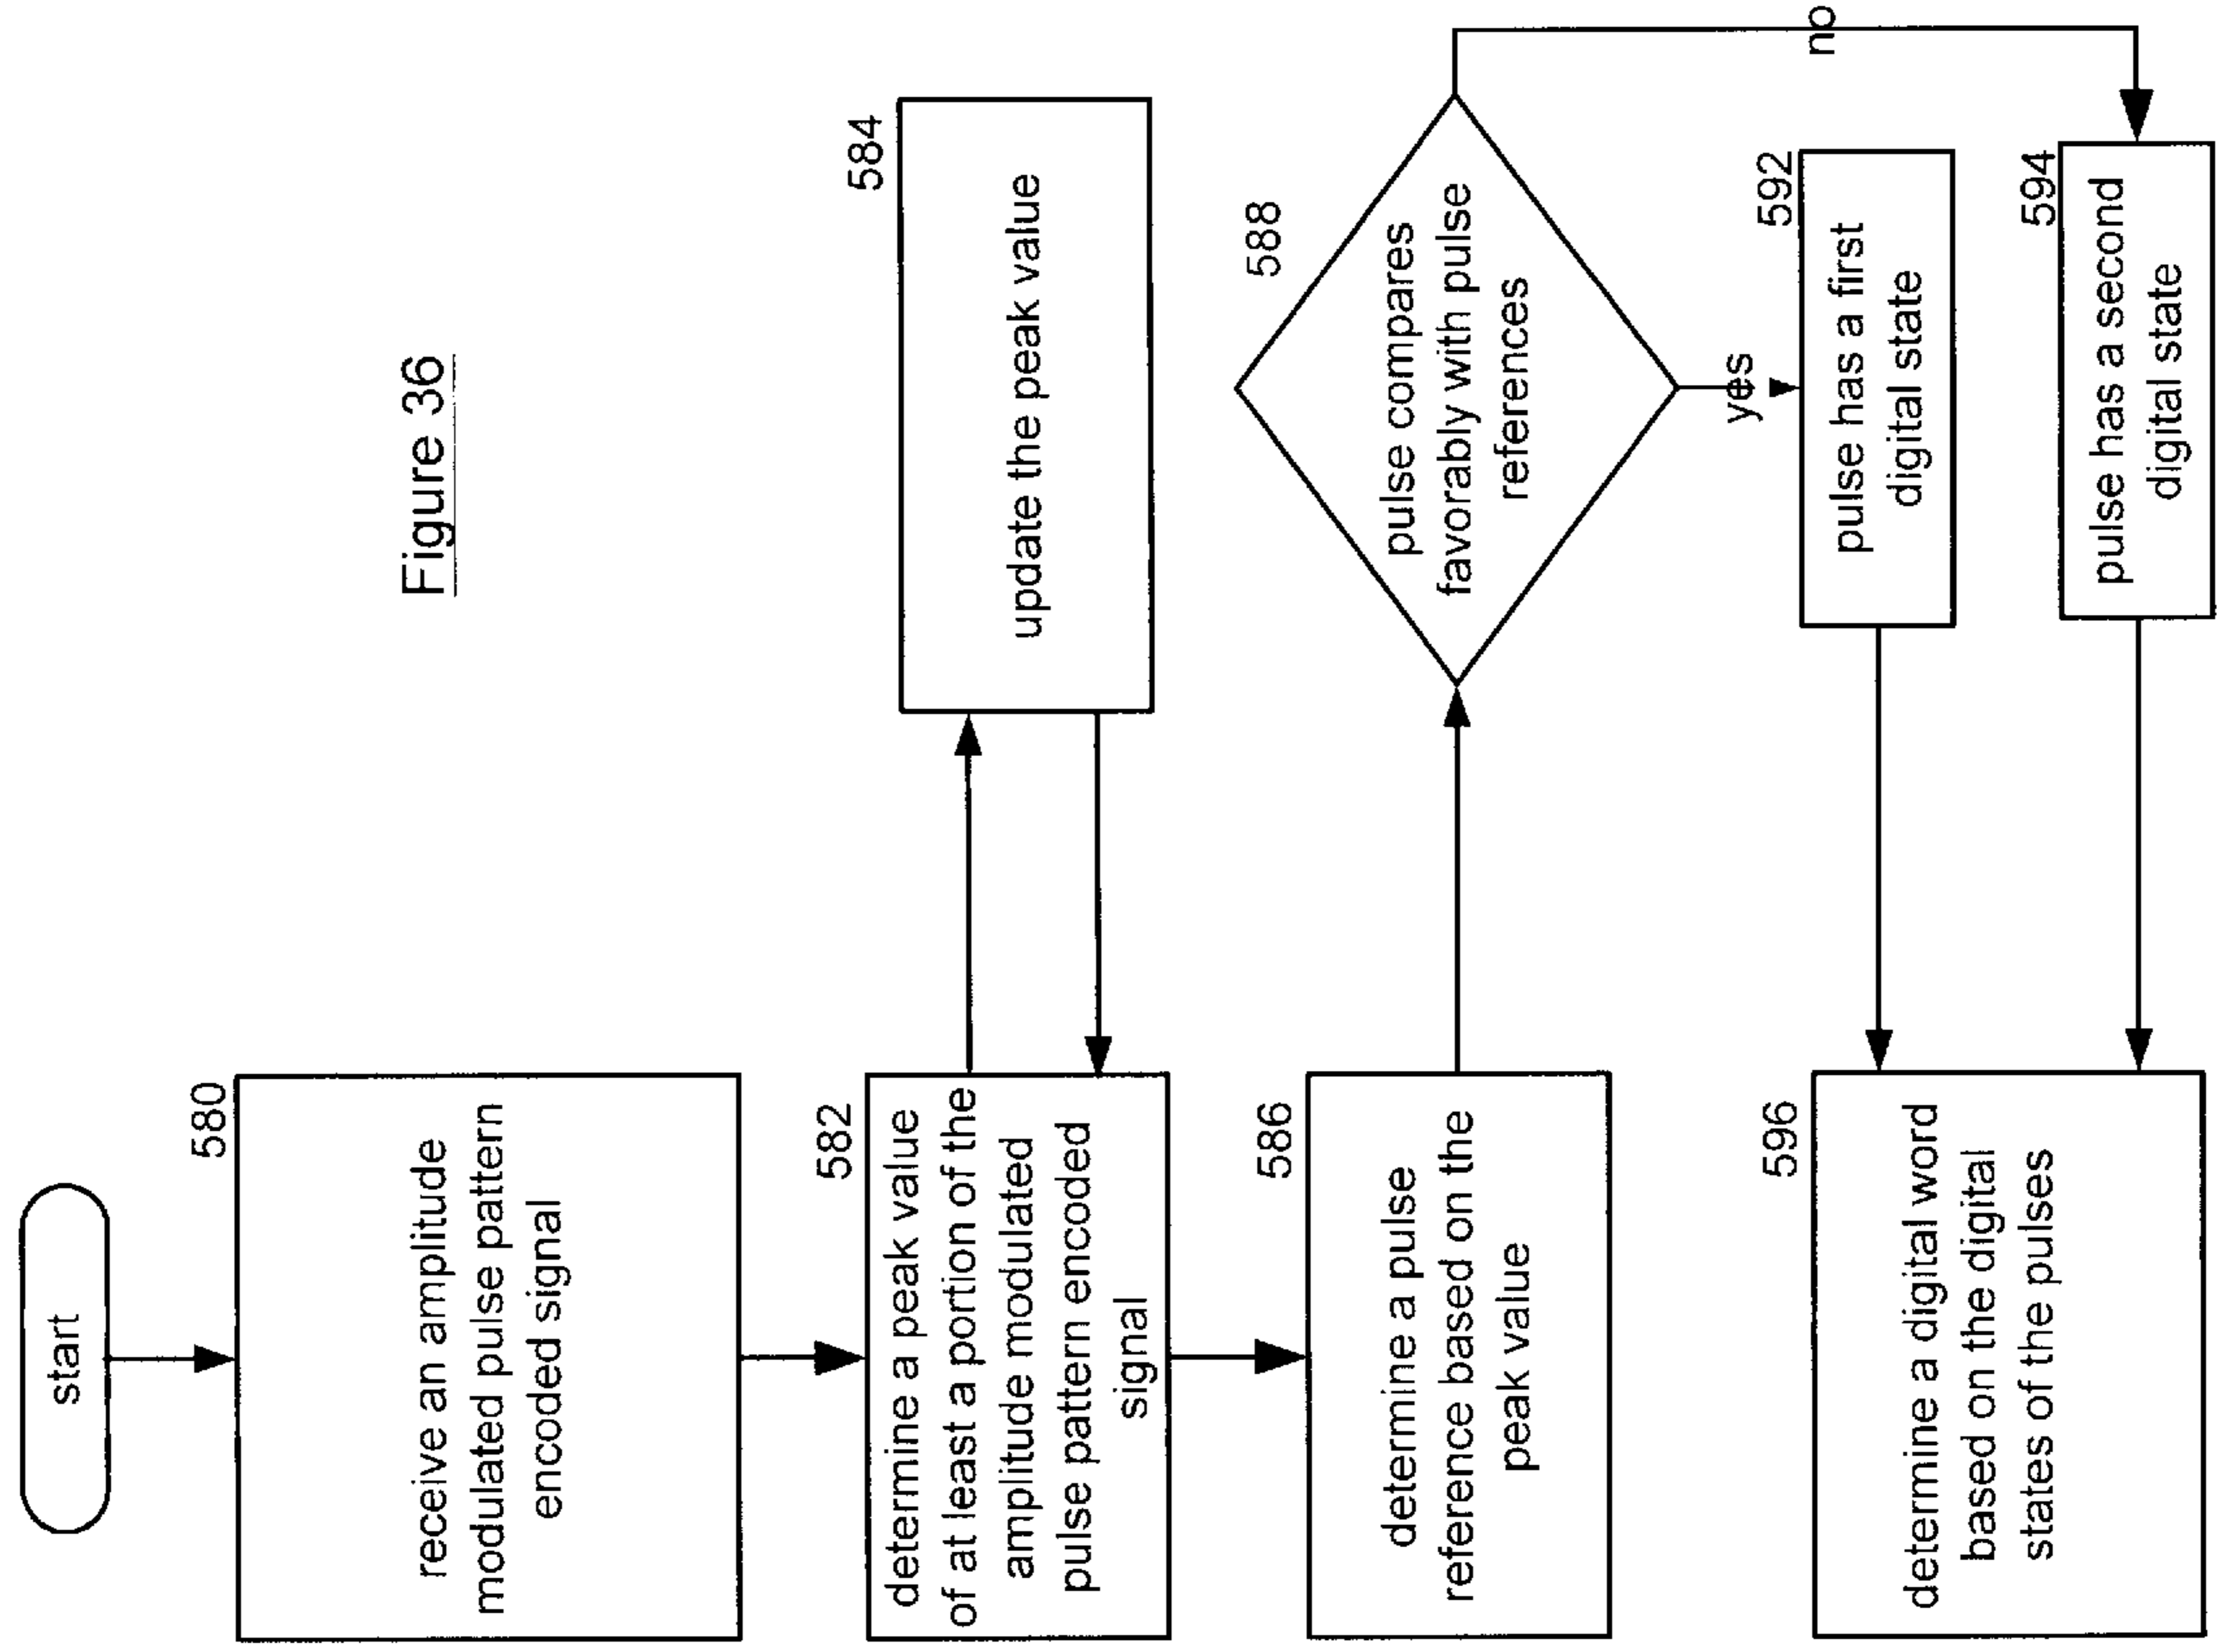 Figure 36
start
580
receive an amplitude
modulated pulse pattern
encoded signal
582
determine a peak value
of at least a portion of the
amplitude modulated
pulse pattern encoded
signal
584
update the peak value
586
determine a pulse
reference based on the
peak value
588
pulse compares
favorably with pulse
references
yes
no
592
pulse has a first
digital state
594
pulse has a second
digital state
596
determine a digital word
based on the digital
states of the pulses